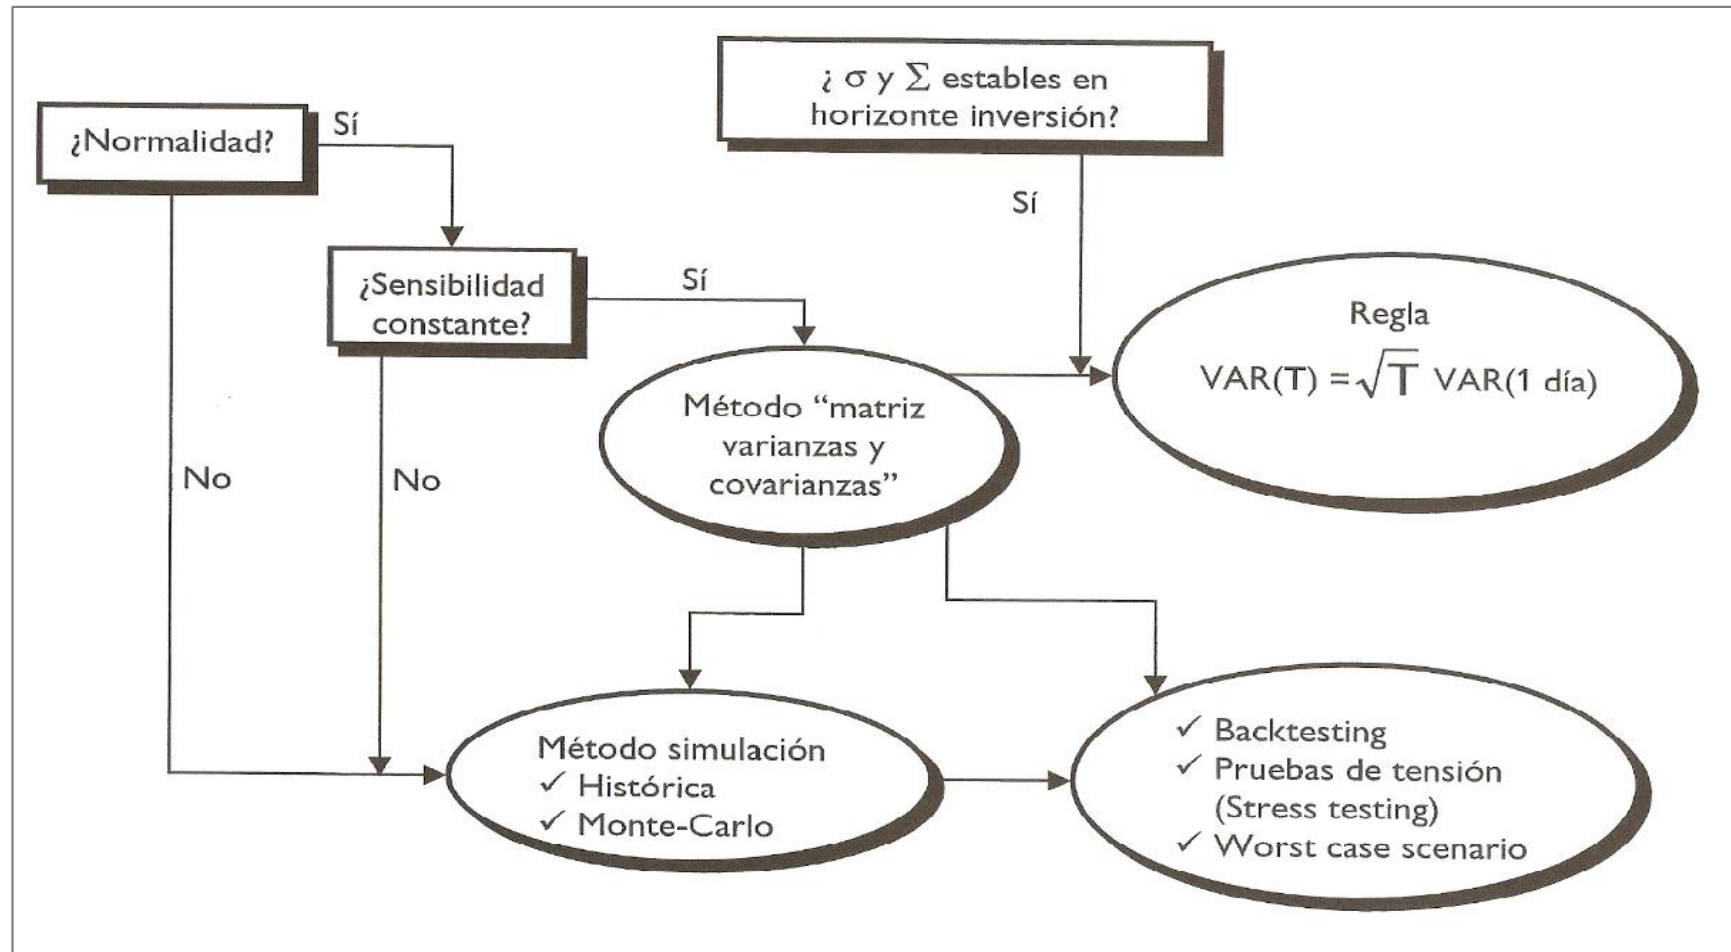 ¿ σ y Σ estables en
horizonte inversión?
¿Normalidad?
Sí
Sí
¿Sensibilidad
constante?
Sí
Regla
VAR(T) = √T VAR(1 día)
Método “matriz
varianzas y
covarianzas”
No
No
Método simulación
✓ Histórica
✓ Monte-Carlo
✓ Backtesting
✓ Pruebas de tensión
(Stress testing)
✓ Worst case scenario